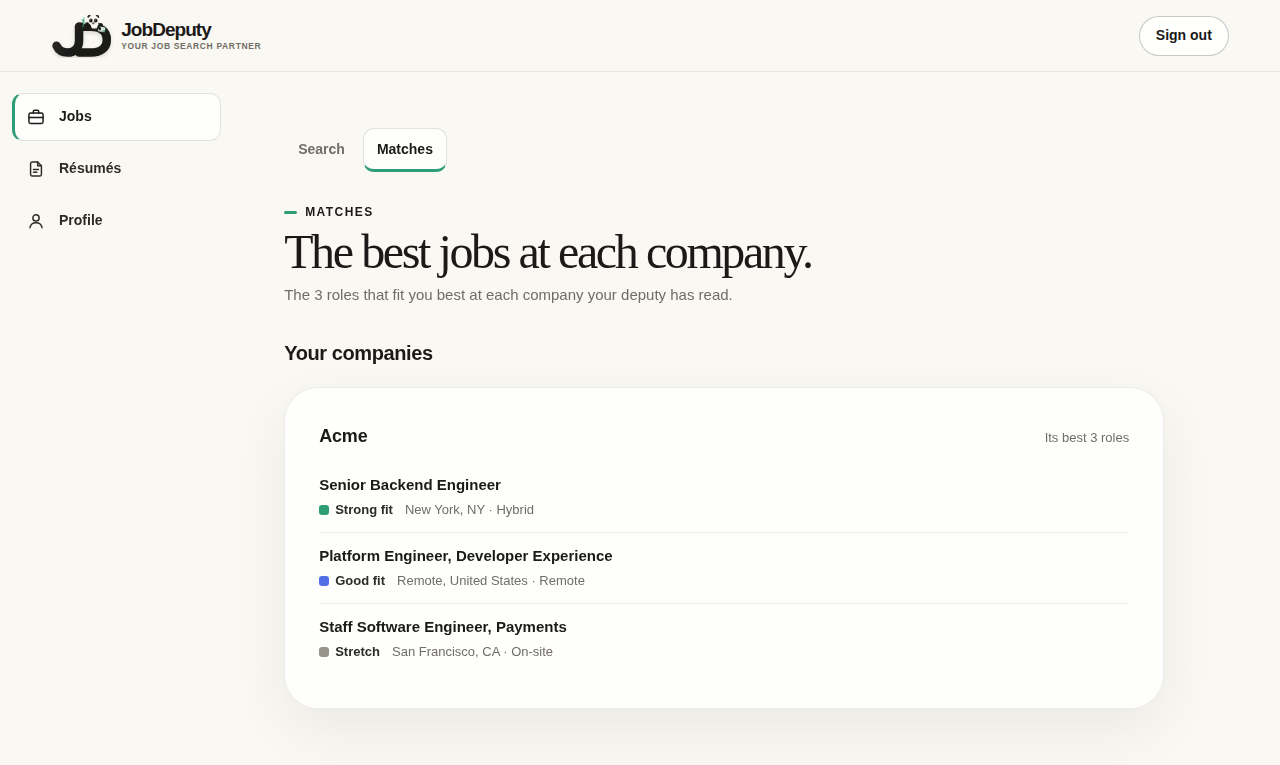 JobDeputy
YOUR JOB SEARCH PARTNER
Sign out
Jobs
Résumés
Profile
Search
Matches
MATCHES
The best jobs at each company.
The 3 roles that fit you best at each company your deputy has read.
Your companies
Acme
Its best 3 roles
Senior Backend Engineer
Strong fit New York, NY · Hybrid
Platform Engineer, Developer Experience
Good fit Remote, United States · Remote
Staff Software Engineer, Payments
Stretch San Francisco, CA · On-site